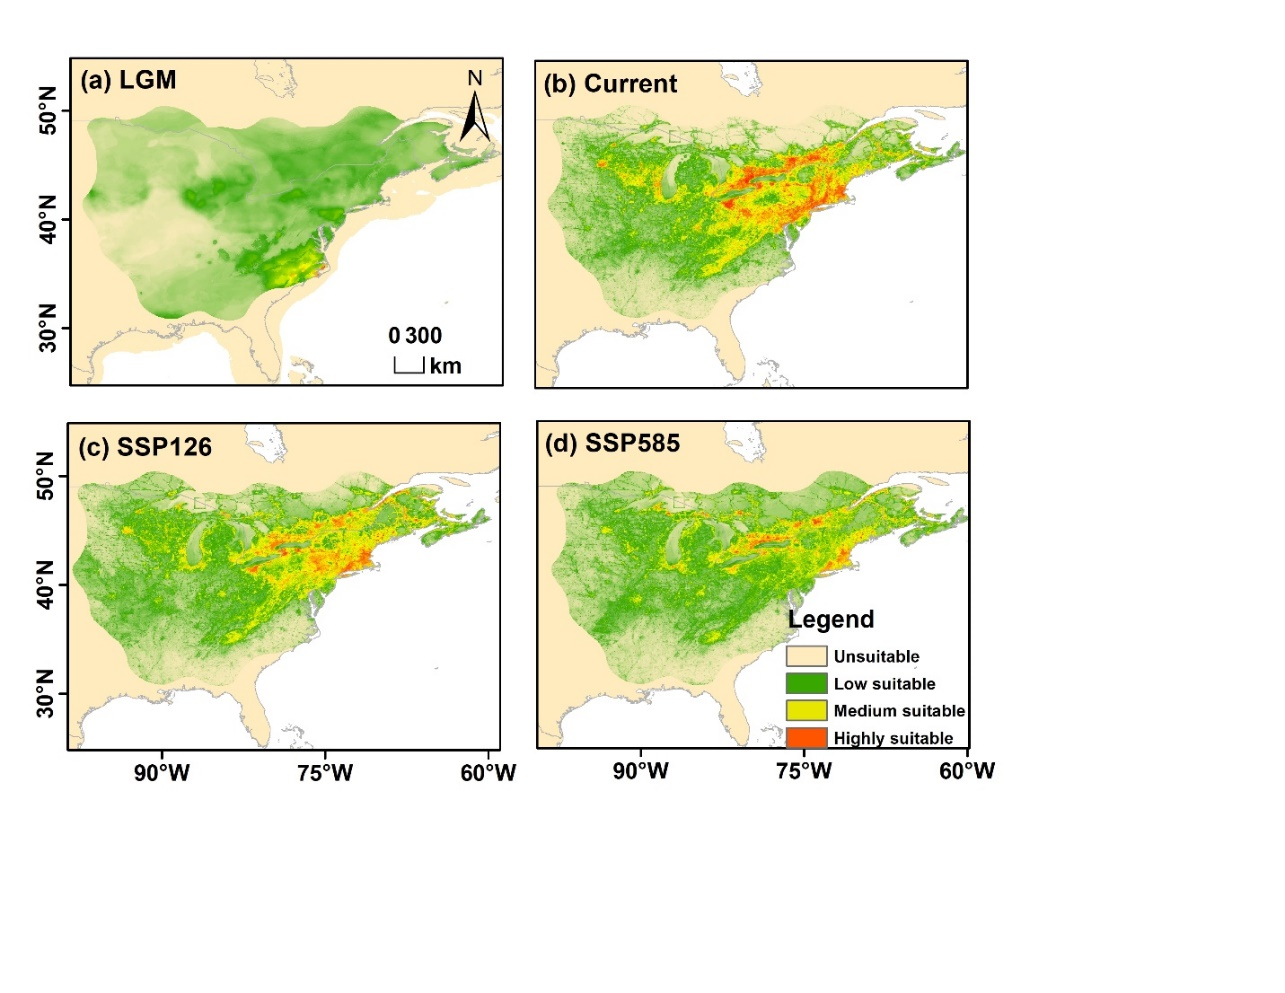 (a) LGM
N
(b) Current
50°N
40°N
30°N
0 300
km
(c) SSP126
(d) SSP585
50°N
40°N
30°N
Legend
Unsuitable
Low suitable
Medium suitable
Highly suitable
90°W 75°W 60°W
90°W 75°W 60°W